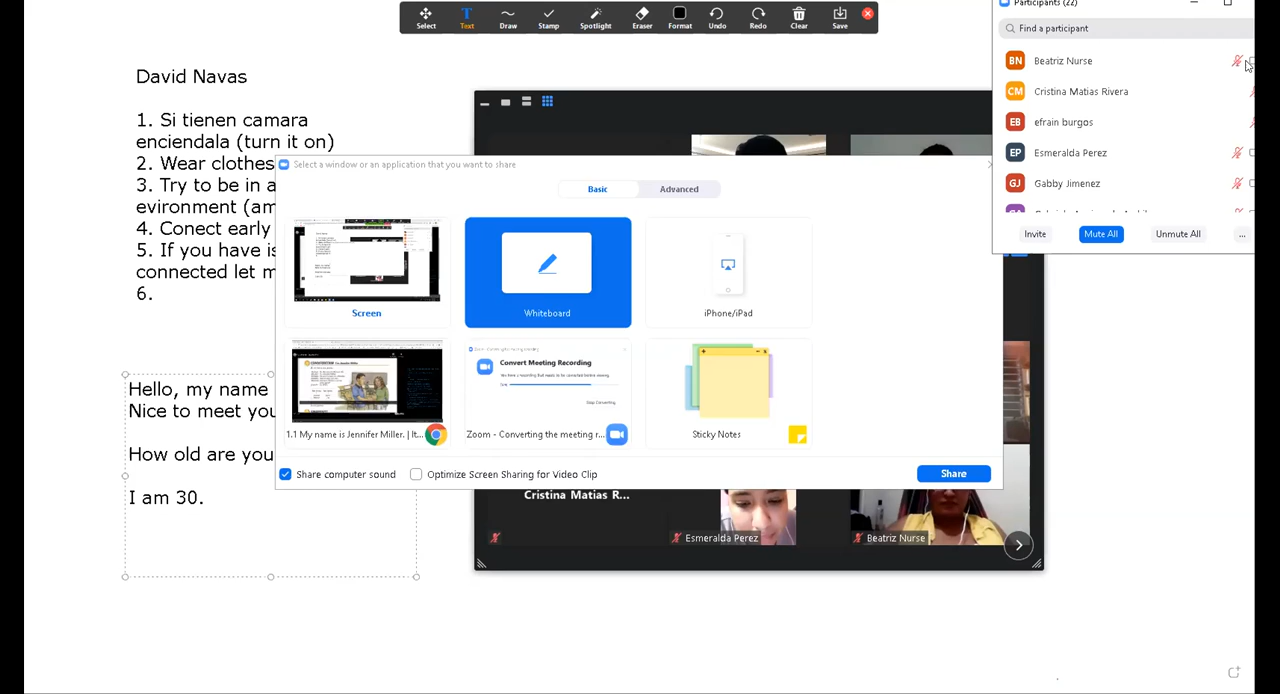 Select
Text
Draw
Stamp
Spotlight
Eraser
Format
Undo
Redo
Clear
Save
Participants (22)
Find a participant
BN Beatriz Nurse
CM Cristina Matias Rivera
EB efrain burgos
EP Esmeralda Perez
GJ Gabby Jimenez
Invite
Mute All
Unmute All
...
David Navas
1. Si tienen camara
enciendala (turn it on)
2. Wear clothes
3. Try to be in a
evironment (am
4. Conect early
5. If you have is
connected let m
6.
Hello, my name
Nice to meet you
How old are you
I am 30.
Select a window or an application that you want to share
Basic
Advanced
Screen
Whiteboard
iPhone/iPad
Convert Meeting Recording
1.1 My name is Jennifer Miller. | It...
Zoom - Converting the meeting r...
Sticky Notes
Share computer sound
Optimize Screen Sharing for Video Clip
Share
Cristina Matias R...
Esmeralda Perez
Beatriz Nurse